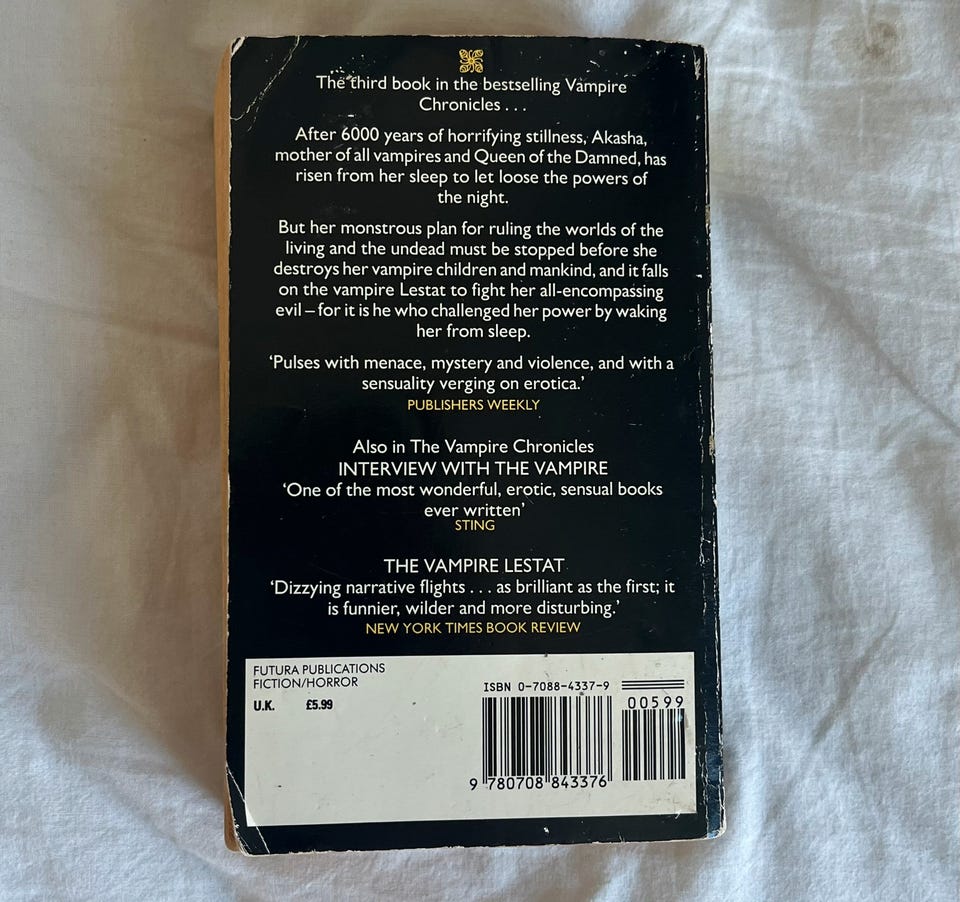 The third book in the bestselling Vampire
Chronicles . . .
After 6000 years of horrifying stillness, Akasha,
mother of all vampires and Queen of the Damned, has
risen from her sleep to let loose the powers of
the night.
But her monstrous plan for ruling the worlds of the
living and the undead must be stopped before she
destroys her vampire children and mankind, and it falls
on the vampire Lestat to fight her all-encompassing
evil – for it is he who challenged her power by waking
her from sleep.
‘Pulses with menace, mystery and violence, and with a
sensuality verging on erotica.’
PUBLISHERS WEEKLY
Also in The Vampire Chronicles
INTERVIEW WITH THE VAMPIRE
‘One of the most wonderful, erotic, sensual books
ever written’
STING
THE VAMPIRE LESTAT
‘Dizzying narrative flights . . . as brilliant as the first; it
is funnier, wilder and more disturbing.’
NEW YORK TIMES BOOK REVIEW
FUTURA PUBLICATIONS
FICTION/HORROR
U.K. £5.99
ISBN 0-7088-4337-9
00599
9 780708 843376